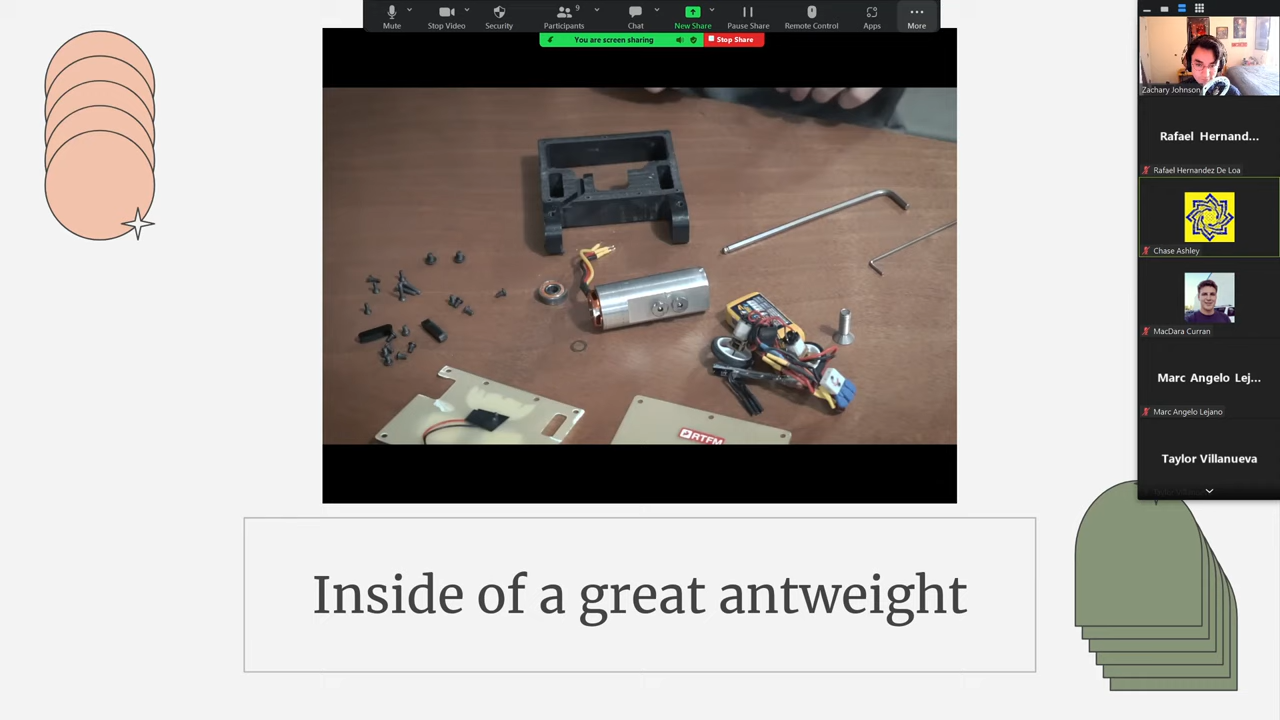 Mute
Stop Video
Security
Participants
9
Chat
New Share
Pause Share
Remote Control
Apps
More
You are screen sharing
Stop Share
Zachary Johnson
Rafael Hernand...
Rafael Hernandez De Loa
Chase Ashley
MacDara Curran
Marc Angelo Lej...
Marc Angelo Lejano
Taylor Villanueva
RTFM
Inside of a great antweight